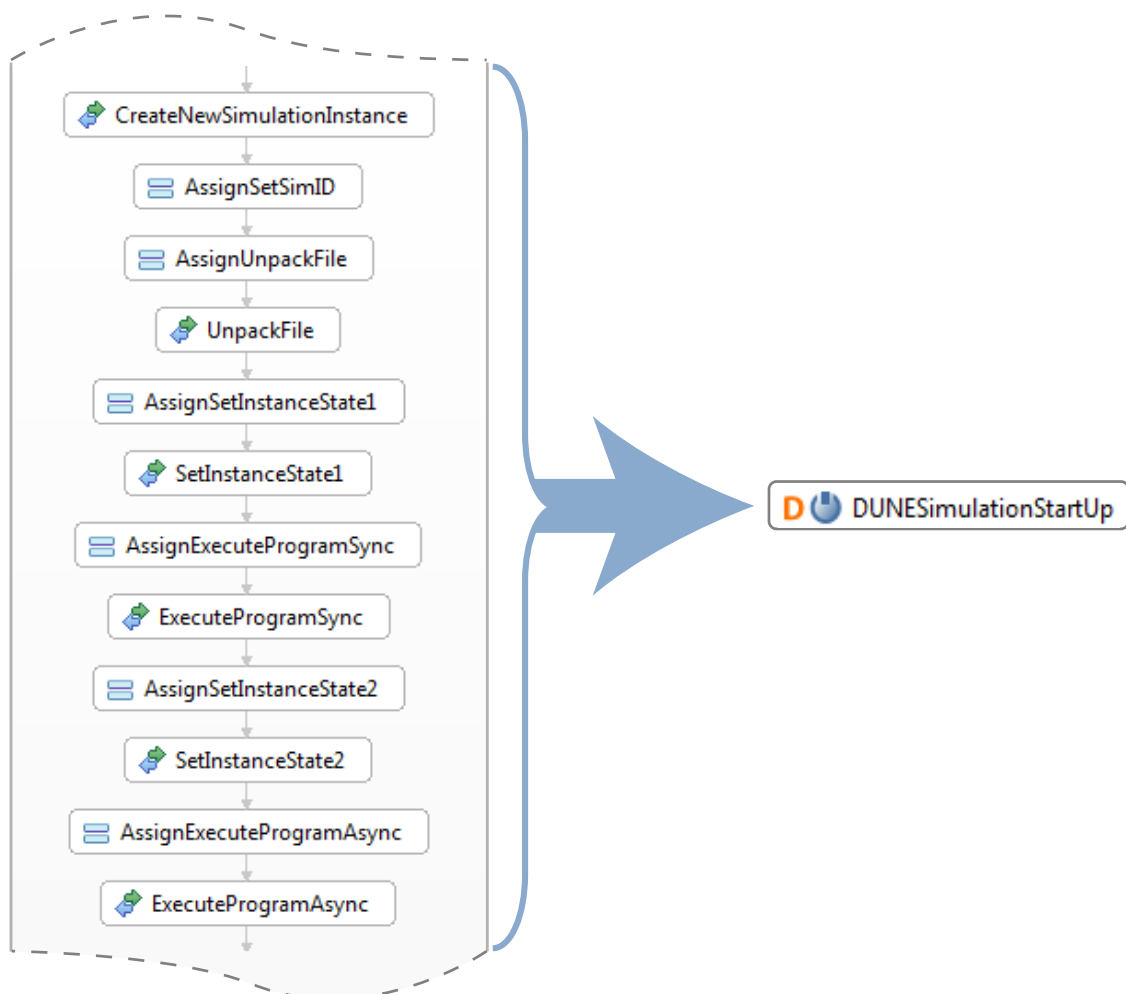 CreateNewSimulationInstance
AssignSetSimID
AssignUnpackFile
UnpackFile
AssignSetInstanceState1
SetInstanceState1
AssignExecuteProgramSync
ExecuteProgramSync
AssignSetInstanceState2
SetInstanceState2
AssignExecuteProgramAsync
ExecuteProgramAsync
D DUNESimulationStartUp